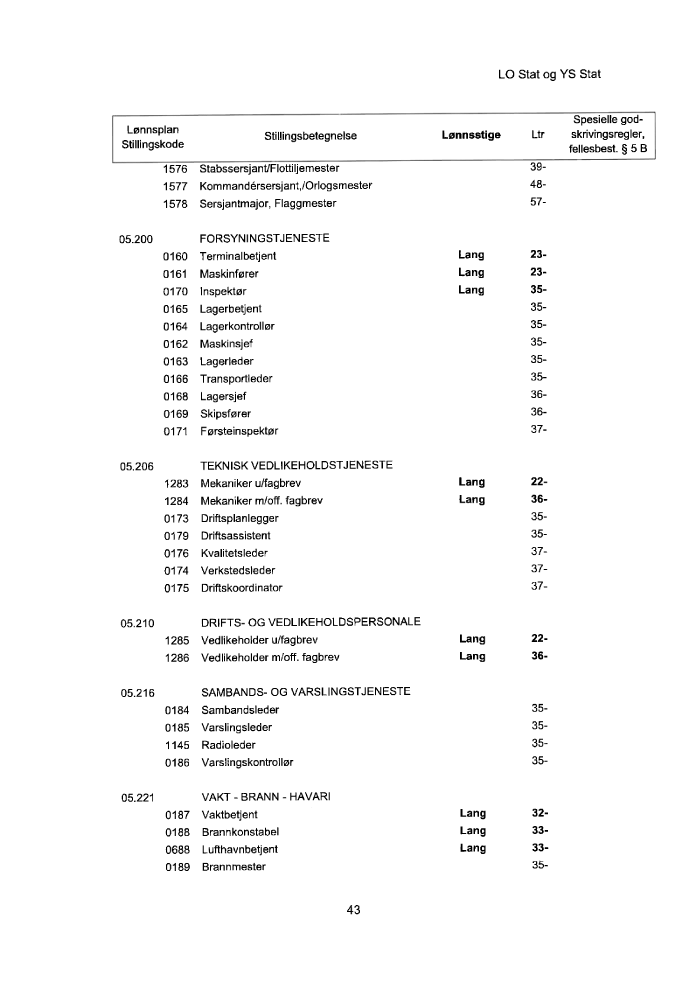 LO Stat og YS Stat
Lønnsplan Stillingskode Stillingsbetegnelse Lønnsstige Ltr Spesielle god-skrivingsregler, fellesbest. § 5 B
1576 Stabssersjant/Flottiljemester 39-
1577 Kommandérsersjant,/Orlogsmester 48-
1578 Sersjantmajor, Flaggmester 57-
05.200 FORSYNINGSTJENESTE
0160 Terminalbetjent Lang 23-
0161 Maskinfører Lang 23-
0170 Inspektør Lang 35-
0165 Lagerbetjent 35-
0164 Lagerkontrollør 35-
0162 Maskinsjef 35-
0163 Lagerleder 35-
0166 Transportleder 35-
0168 Lagersjef 36-
0169 Skipsfører 36-
0171 Førsteinspektør 37-
05.206 TEKNISK VEDLIKEHOLDSTJENESTE
1283 Mekaniker u/fagbrev Lang 22-
1284 Mekaniker m/off. fagbrev Lang 36-
0173 Driftsplanlegger 35-
0179 Driftsassistent 35-
0176 Kvalitetsleder 37-
0174 Verkstedsleder 37-
0175 Driftskoordinator 37-
05.210 DRIFTS- OG VEDLIKEHOLDSPERSONALE
1285 Vedlikeholder u/fagbrev Lang 22-
1286 Vedlikeholder m/off. fagbrev Lang 36-
05.216 SAMBANDS- OG VARSLINGSTJENESTE
0184 Sambandsleder 35-
0185 Varslingsleder 35-
1145 Radioleder 35-
0186 Varslingskontrollør 35-
05.221 VAKT - BRANN - HAVARI
0187 Vaktbetjent Lang 32-
0188 Brannkonstabel Lang 33-
0688 Lufthavnbetjent Lang 33-
0189 Brannmester 35-
43